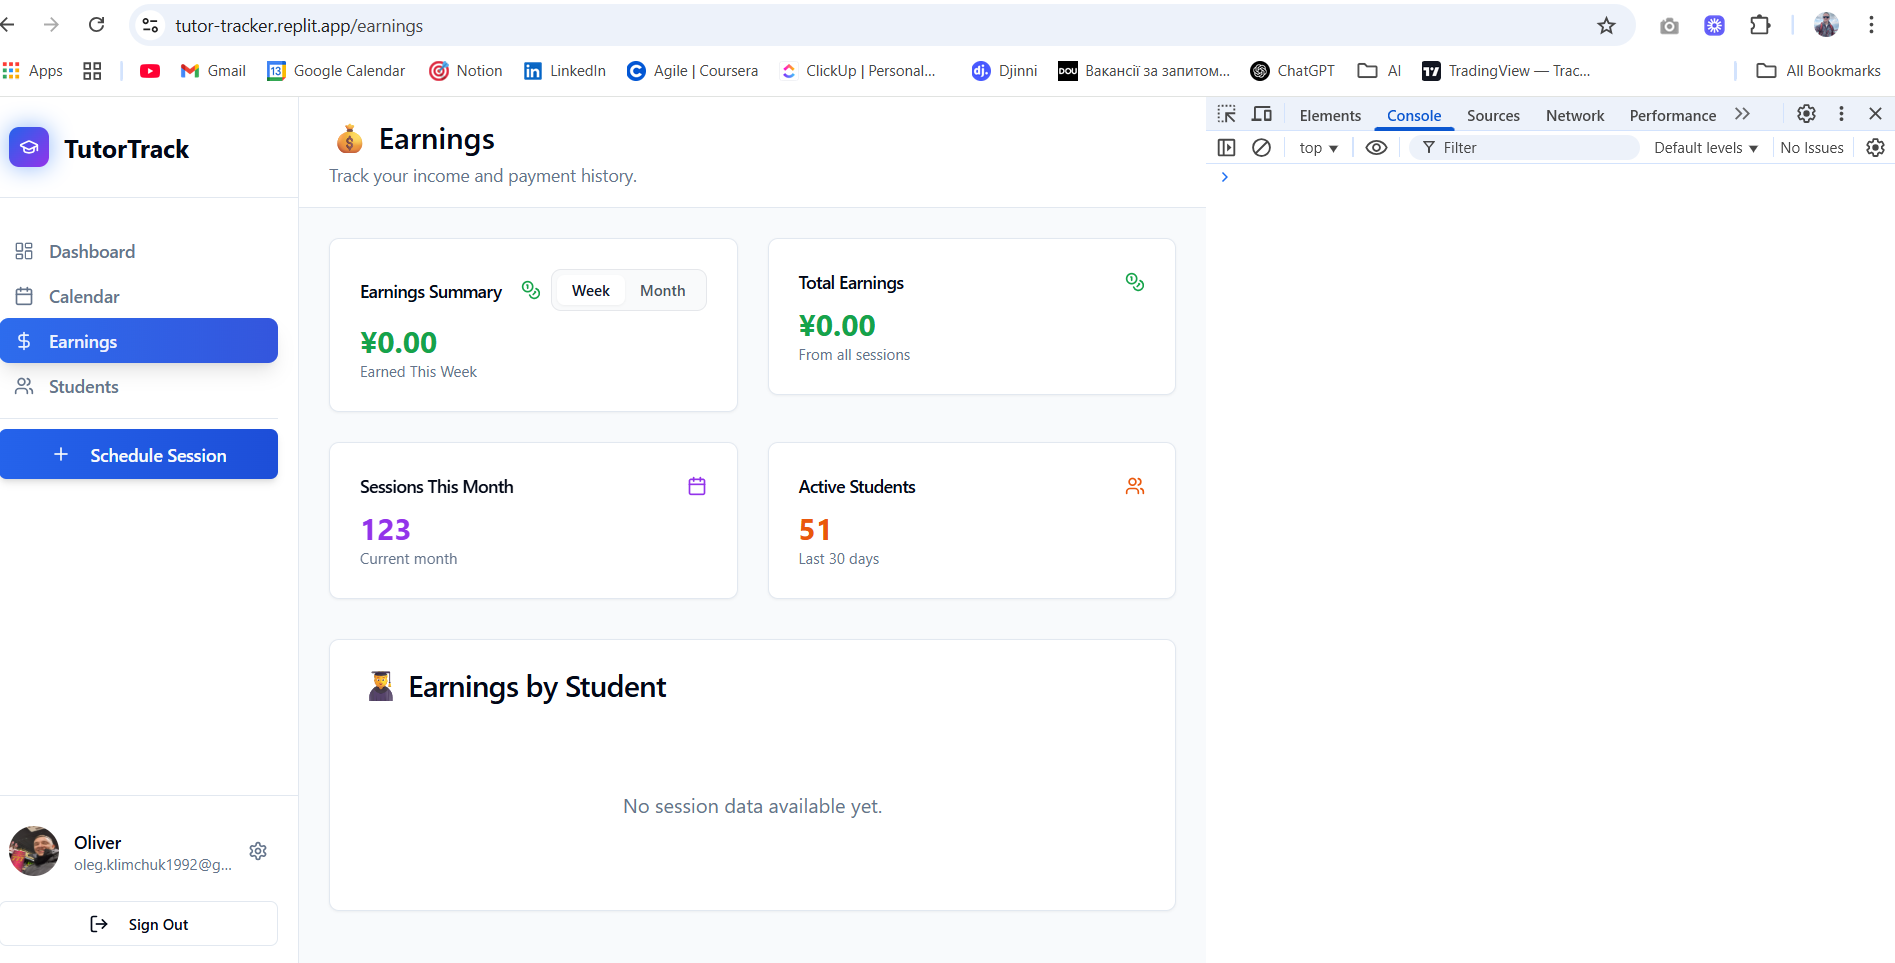 tutor-tracker.replit.app/earnings
Apps
13
Gmail
Google Calendar
Notion
LinkedIn
Agile | Coursera
ClickUp | Personal...
dj.
Djinni
DOU
Вакансії за запитом...
ChatGPT
AI
TradingView — Trac...
All Bookmarks
TutorTrack
Dashboard
Calendar
Earnings
Students
+ Schedule Session
Oliver
oleg.klimchuk1992@g...
Sign Out
Earnings
Track your income and payment history.
Earnings Summary
Week
Month
¥0.00
Earned This Week
Total Earnings
¥0.00
From all sessions
Sessions This Month
123
Current month
Active Students
51
Last 30 days
Earnings by Student
No session data available yet.
Elements
Console
Sources
Network
Performance
top
Filter
Default levels
No Issues